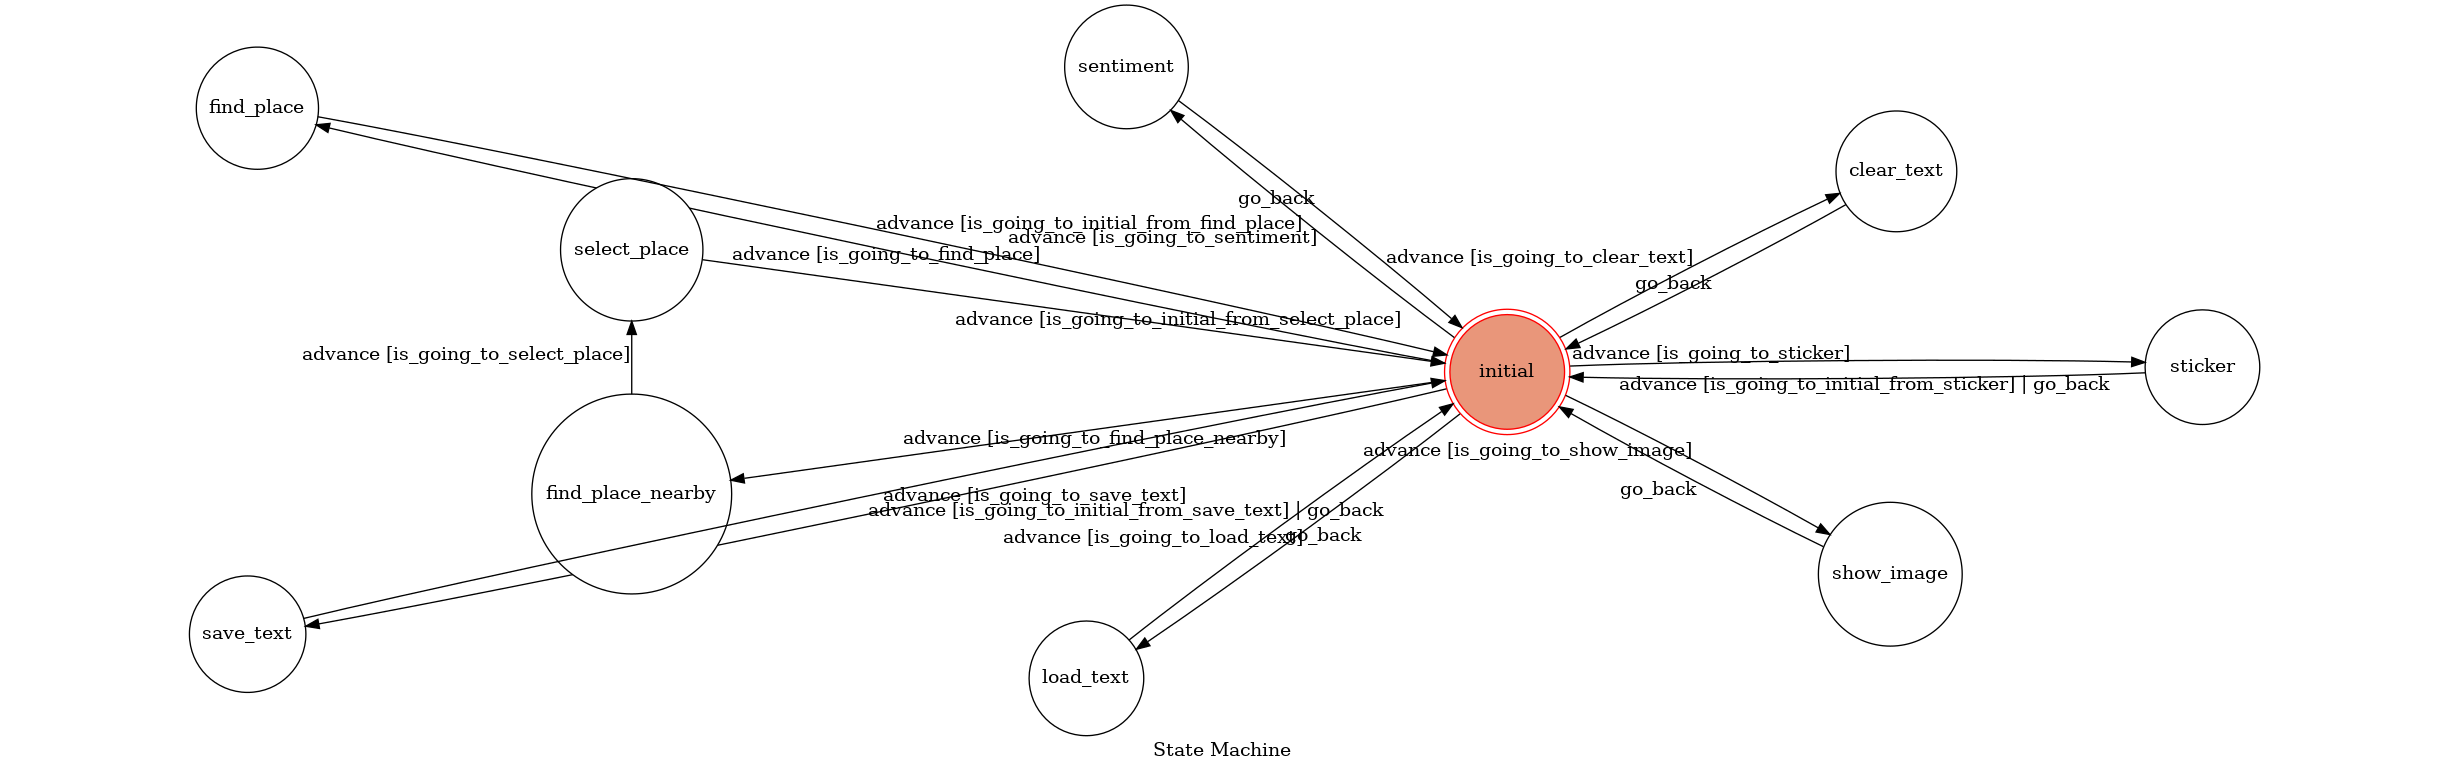 sentiment
find_place
clear_text
go_back
advance [is_going_to_initial_from_find_place]
advance [is_going_to_sentiment]
select_place
advance [is_going_to_find_place]
advance [is_going_to_clear_text]
go_back
advance [is_going_to_initial_from_select_place]
advance [is_going_to_select_place]
advance [is_going_to_sticker]
initial
sticker
advance [is_going_to_initial_from_sticker] | go_back
advance [is_going_to_find_place_nearby]
advance [is_going_to_show_image]
find_place_nearby
advance [is_going_to_save_text]
go_back
advance [is_going_to_initial_from_save_text] | go_back
advance [is_going_to_load_text]
go_back
show_image
save_text
load_text
State Machine